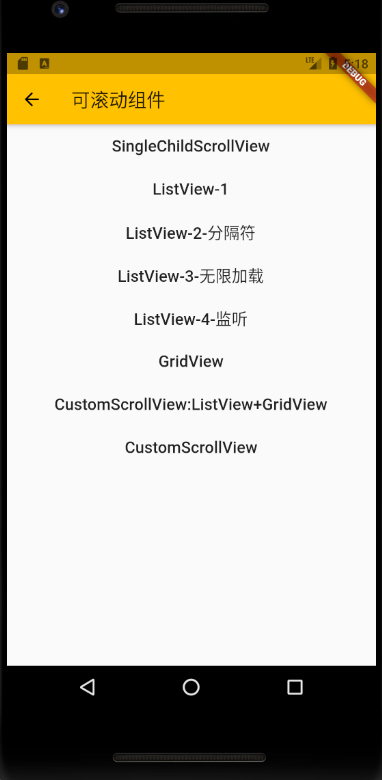 LTE
5:18
DEBUG
可滚动组件
SingleChildScrollView
ListView-1
ListView-2-分隔符
ListView-3-无限加载
ListView-4-监听
GridView
CustomScrollView:ListView+GridView
CustomScrollView